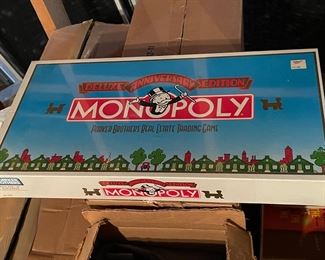 DELUXE ANNIVERSARY EDITION
MONOPOLY
PARKER BROTHERS REAL ESTATE TRADING GAME
MONOPOLY